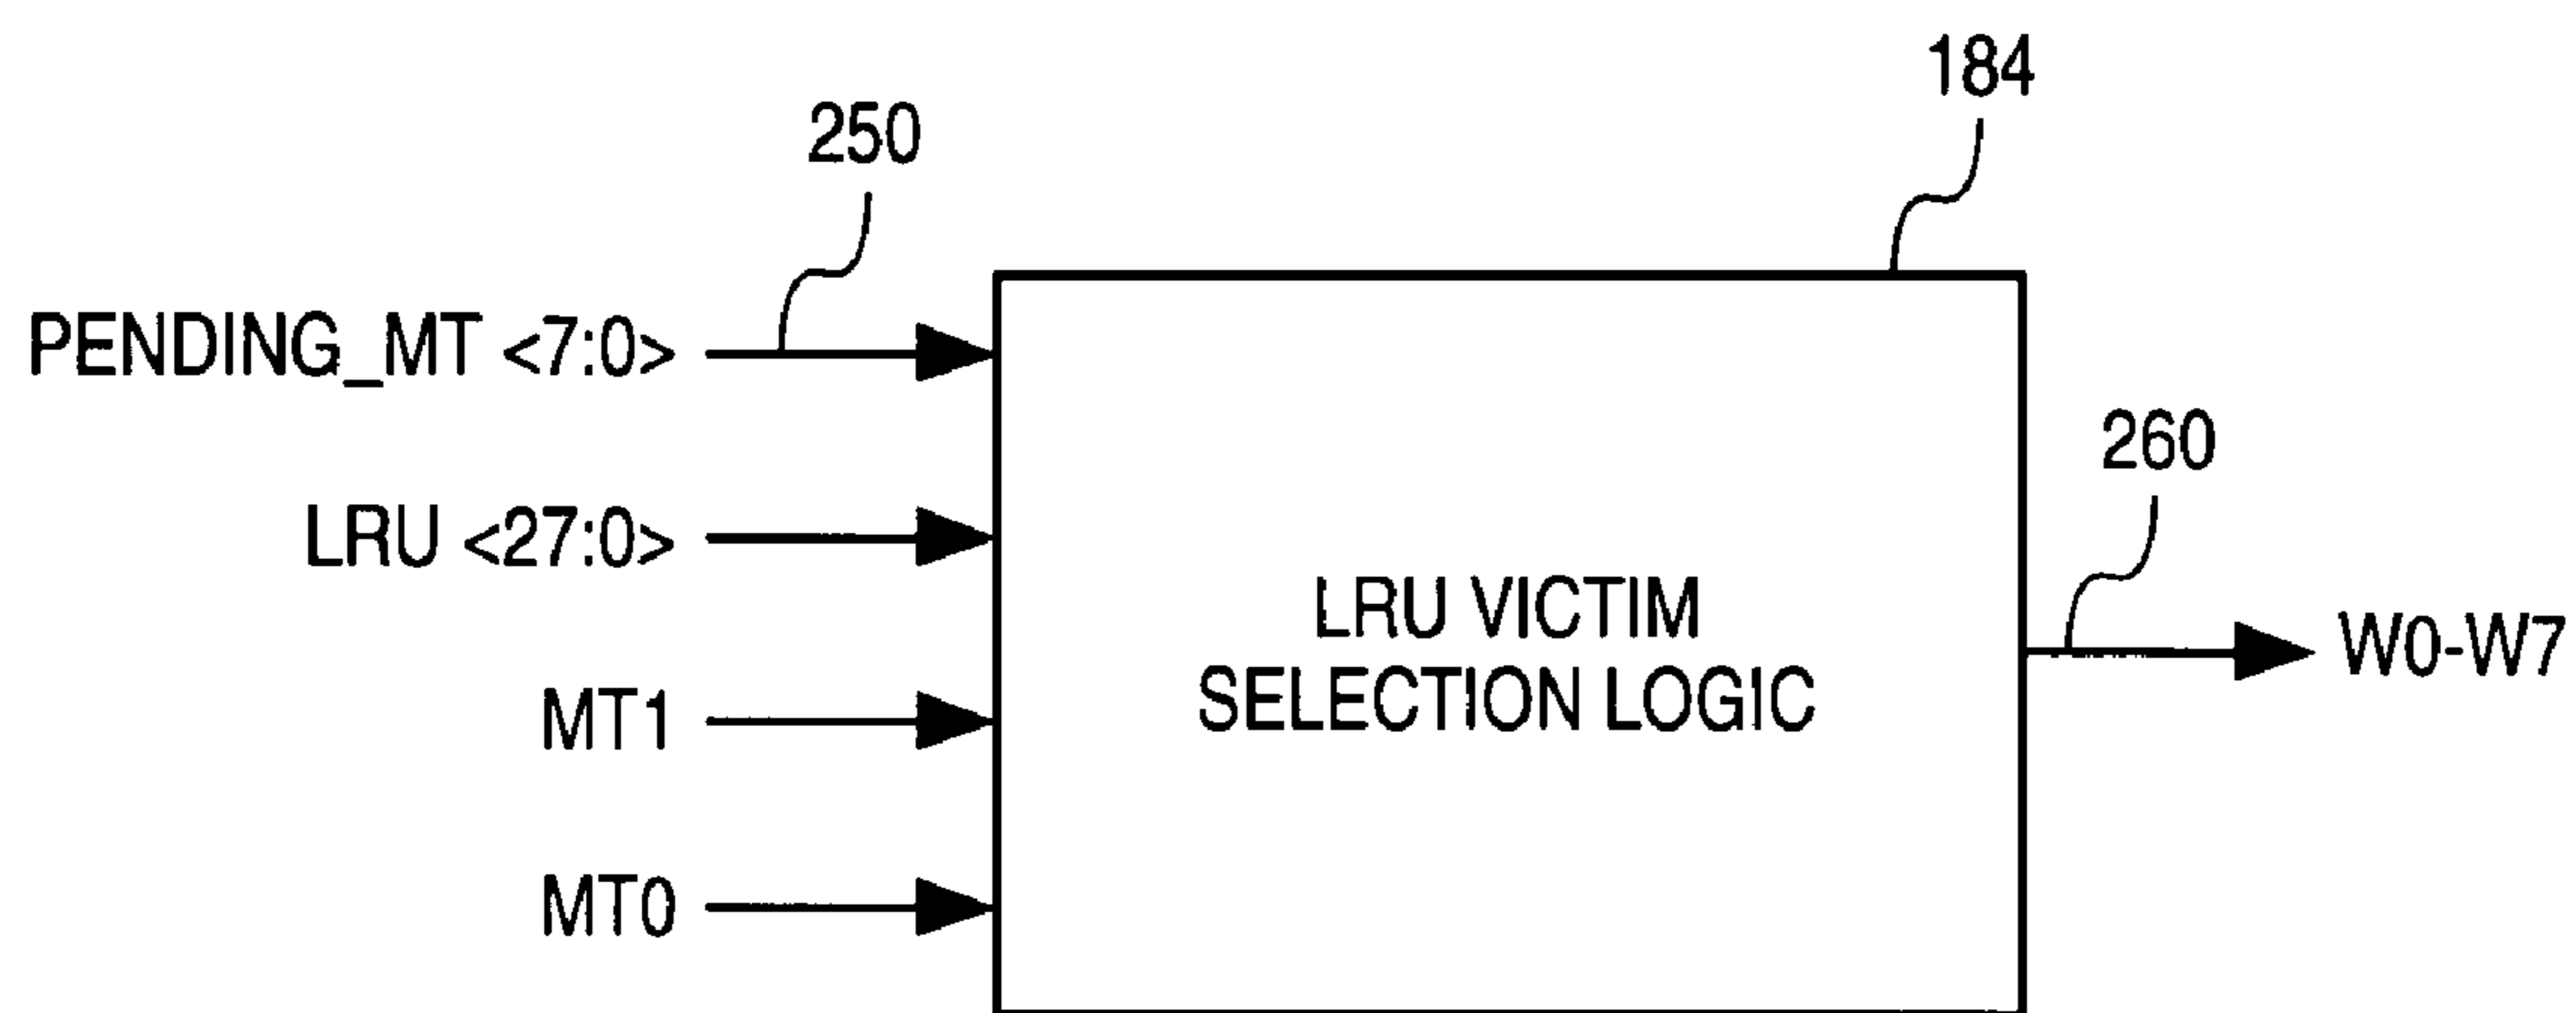 184
250
PENDING_MT <7:0>
LRU <27:0>
MT1
MT0
LRU VICTIM
SELECTION LOGIC
260
W0-W7